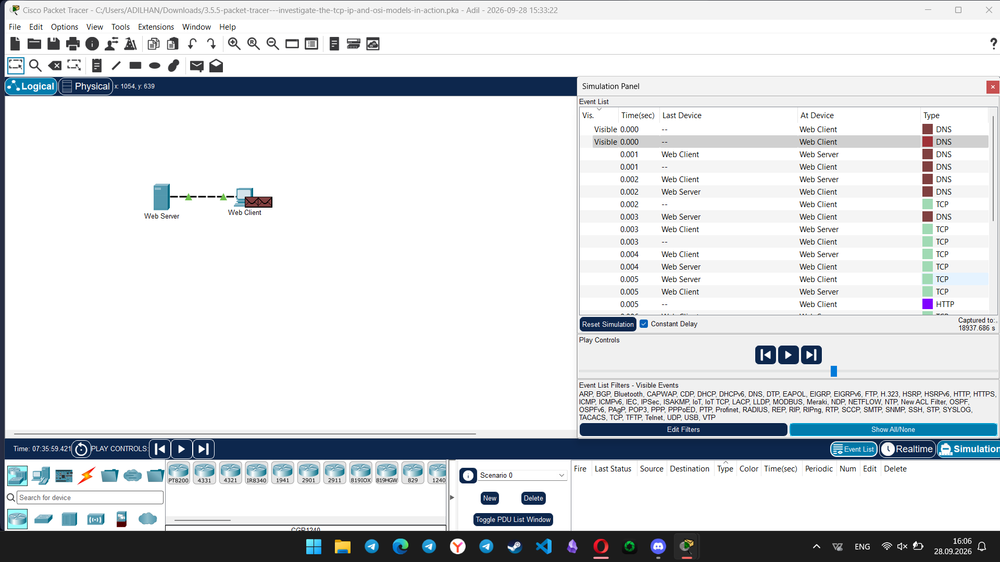 Cisco Packet Tracer - C:/Users/ADILHAN/Downloads/3.5.5-packet-tracer---investigate-the-tcp-ip-and-osi-models-in-action.pka - Adil - 2026-09-28 15:33:22
File Edit Options View Tools Extensions Window Help
Logical Physical x: 1054, y: 639
Web Server
Web Client
Simulation Panel
Event List
Vis. Time(sec) Last Device At Device Type
Visible 0.000 -- Web Client DNS
Visible 0.000 -- Web Client DNS
0.001 Web Client Web Server DNS
0.001 -- Web Client DNS
0.002 Web Client Web Server DNS
0.002 Web Server Web Client DNS
0.002 -- Web Client TCP
0.003 Web Server Web Client DNS
0.003 Web Client Web Server TCP
0.003 -- Web Client TCP
0.004 Web Client Web Server TCP
0.004 Web Server Web Client TCP
0.005 Web Server Web Client TCP
0.005 Web Client Web Server TCP
0.005 -- Web Client HTTP
Reset Simulation Constant Delay
Captured to:
18937.686 s
Play Controls
Event List Filters - Visible Events
ARP, BGP, Bluetooth, CAPWAP, CDP, DHCP, DHCPv6, DNS, DTP, EAPOL, EIGRP, EIGRPv6, FTP, H.323, HSRP, HSRPv6, HTTP, HTTPS,
ICMP, ICMPv6, IEC, IPSec, ISAKMP, IoT, IoT TCP, LACP, LLDP, MODBUS, Meraki, NDP, NETFLOW, NTP, New ACL Filter, OSPF,
OSPFv6, PAgP, POP3, PPP, PPPoED, PTP, Profinet, RADIUS, REP, RIP, RIPng, RTP, SCCP, SMTP, SNMP, SSH, STP, SYSLOG,
TACACS, TCP, TFTP, Telnet, UDP, USB, VTP
Edit Filters Show All/None
Time: 07:35:59.421 PLAY CONTROLS:
Event List Realtime Simulation
PT8200 4331 4321 IR8340 1941 2901 2911 819IOX 819HGW 829 1240
Search for device
CGR1240
Scenario 0
New Delete
Toggle PDU List Window
Fire Last Status Source Destination Type Color Time(sec) Periodic Num Edit Delete
ENG
16:06
28.09.2026